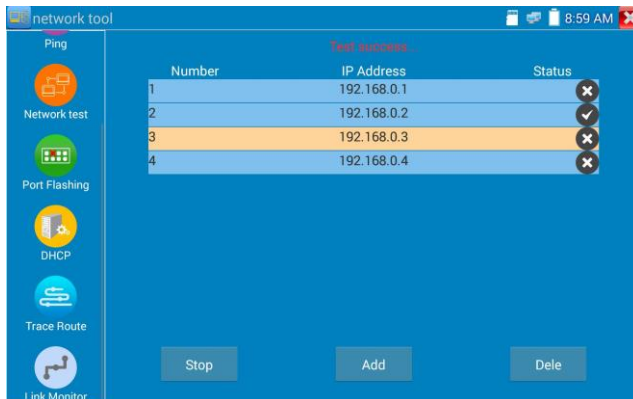 network tool
8:59 AM
Ping
Network test
Port Flashing
DHCP
Trace Route
Link Monitor
Test success...
Number IP Address Status
1 192.168.0.1
2 192.168.0.2
3 192.168.0.3
4 192.168.0.4
Stop Add Dele